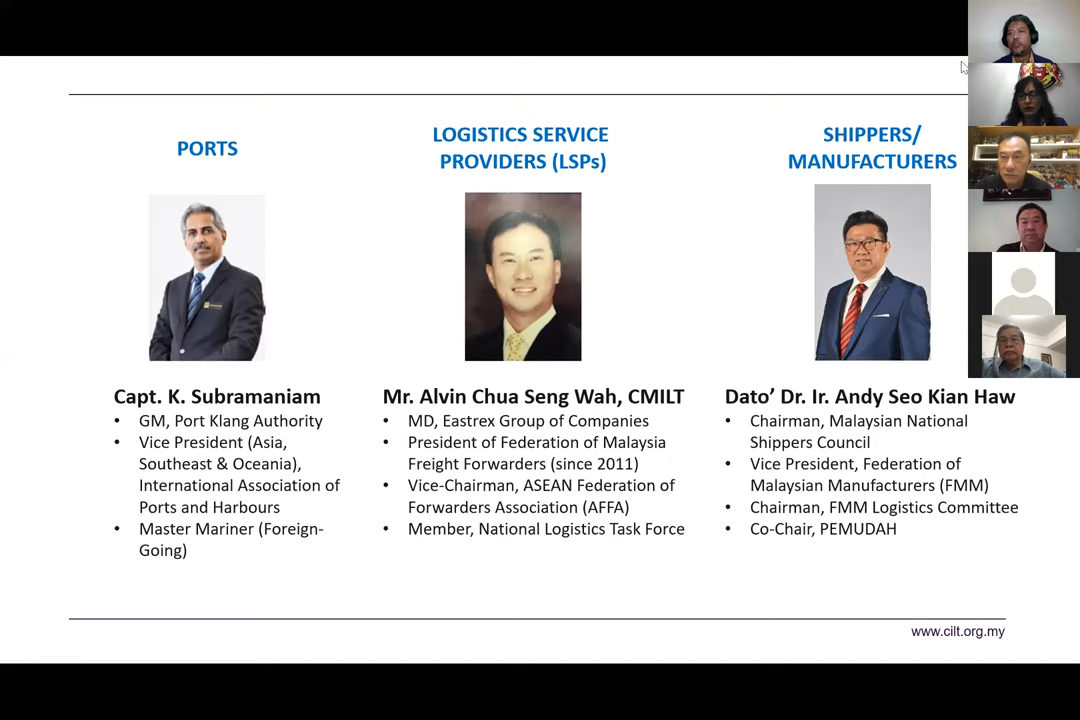 PORTS
Capt. K. Subramaniam
• GM, Port Klang Authority
• Vice President (Asia,
Southeast & Oceania),
International Association of
Ports and Harbours
• Master Mariner (Foreign-
Going)
LOGISTICS SERVICE
PROVIDERS (LSPs)
Mr. Alvin Chua Seng Wah, CMILT
• MD, Eastrex Group of Companies
• President of Federation of Malaysia
Freight Forwarders (since 2011)
• Vice-Chairman, ASEAN Federation of
Forwarders Association (AFFA)
• Member, National Logistics Task Force
SHIPPERS/
MANUFACTURERS
Dato’ Dr. Ir. Andy Seo Kian Haw
• Chairman, Malaysian National
Shippers Council
• Vice President, Federation of
Malaysian Manufacturers (FMM)
• Chairman, FMM Logistics Committee
• Co-Chair, PEMUDAH
www.cilt.org.my